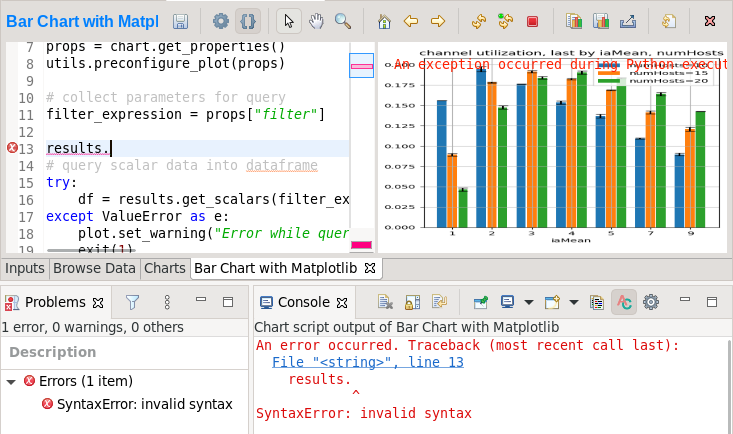 Bar Chart with Matpl
7 props = chart.get_properties()
8 utils.preconfigure_plot(props)
9
10 # collect parameters for query
11 filter_expression = props["filter"]
12
13 results.
14 # query scalar data into dataframe
15 try:
16 df = results.get_scalars(filter_ex
17 except ValueError as e:
18 plot.set_warning("Error while quer
19 exit(1)
channel utilization, last by iaMean, numHosts
An exception occurred during Python execut
numHosts=15
numHosts=20
0.175
0.150
0.125
0.100
0.075
0.050
0.025
0.000
1 2 3 4 5 7 9
iaMean
Inputs Browse Data Charts Bar Chart with Matplotlib
Problems
1 error, 0 warnings, 0 others
Description
Errors (1 item)
SyntaxError: invalid syntax
Console
Chart script output of Bar Chart with Matplotlib
An error occurred. Traceback (most recent call last):
File "<string>", line 13
results.
^
SyntaxError: invalid syntax